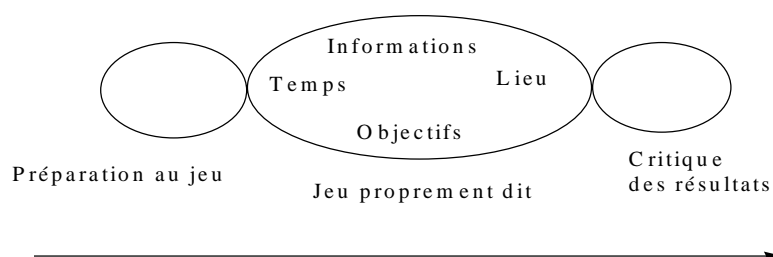 Informations
Temps
Lieu
Objectifs
Préparation au jeu
Jeu proprement dit
Critique
des résultats